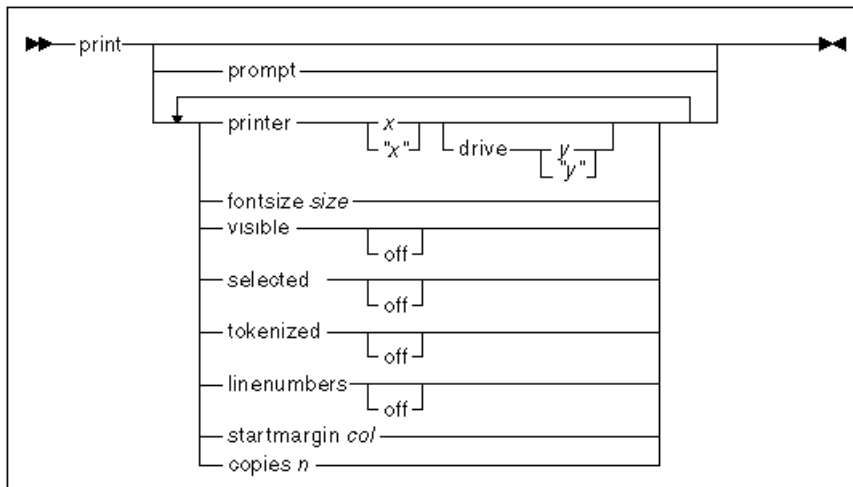 print
prompt
printer x drive y
"x" "y"
fontsize size
visible
off
selected
off
tokenized
off
linenumbers
off
startmargin col
copies n